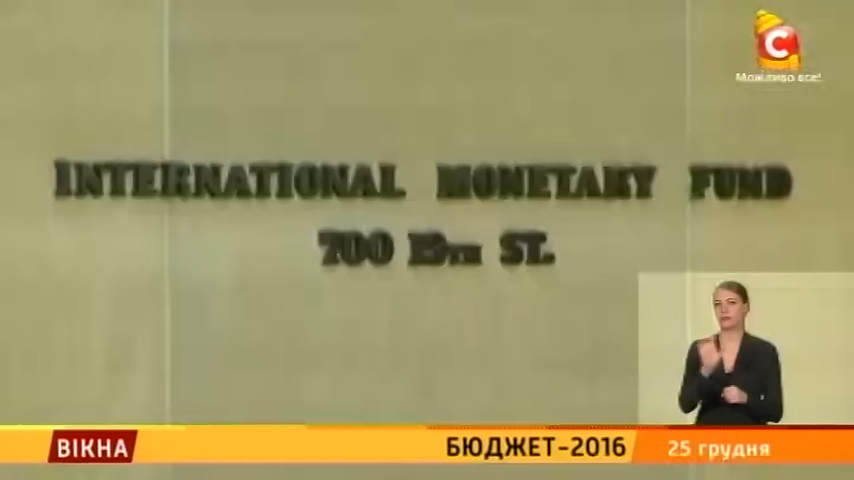 С
Можливо все!
INTERNATIONAL MONETARY FUND
700 19TH ST.
ВІКНА
БЮДЖЕТ-2016
25 грудня